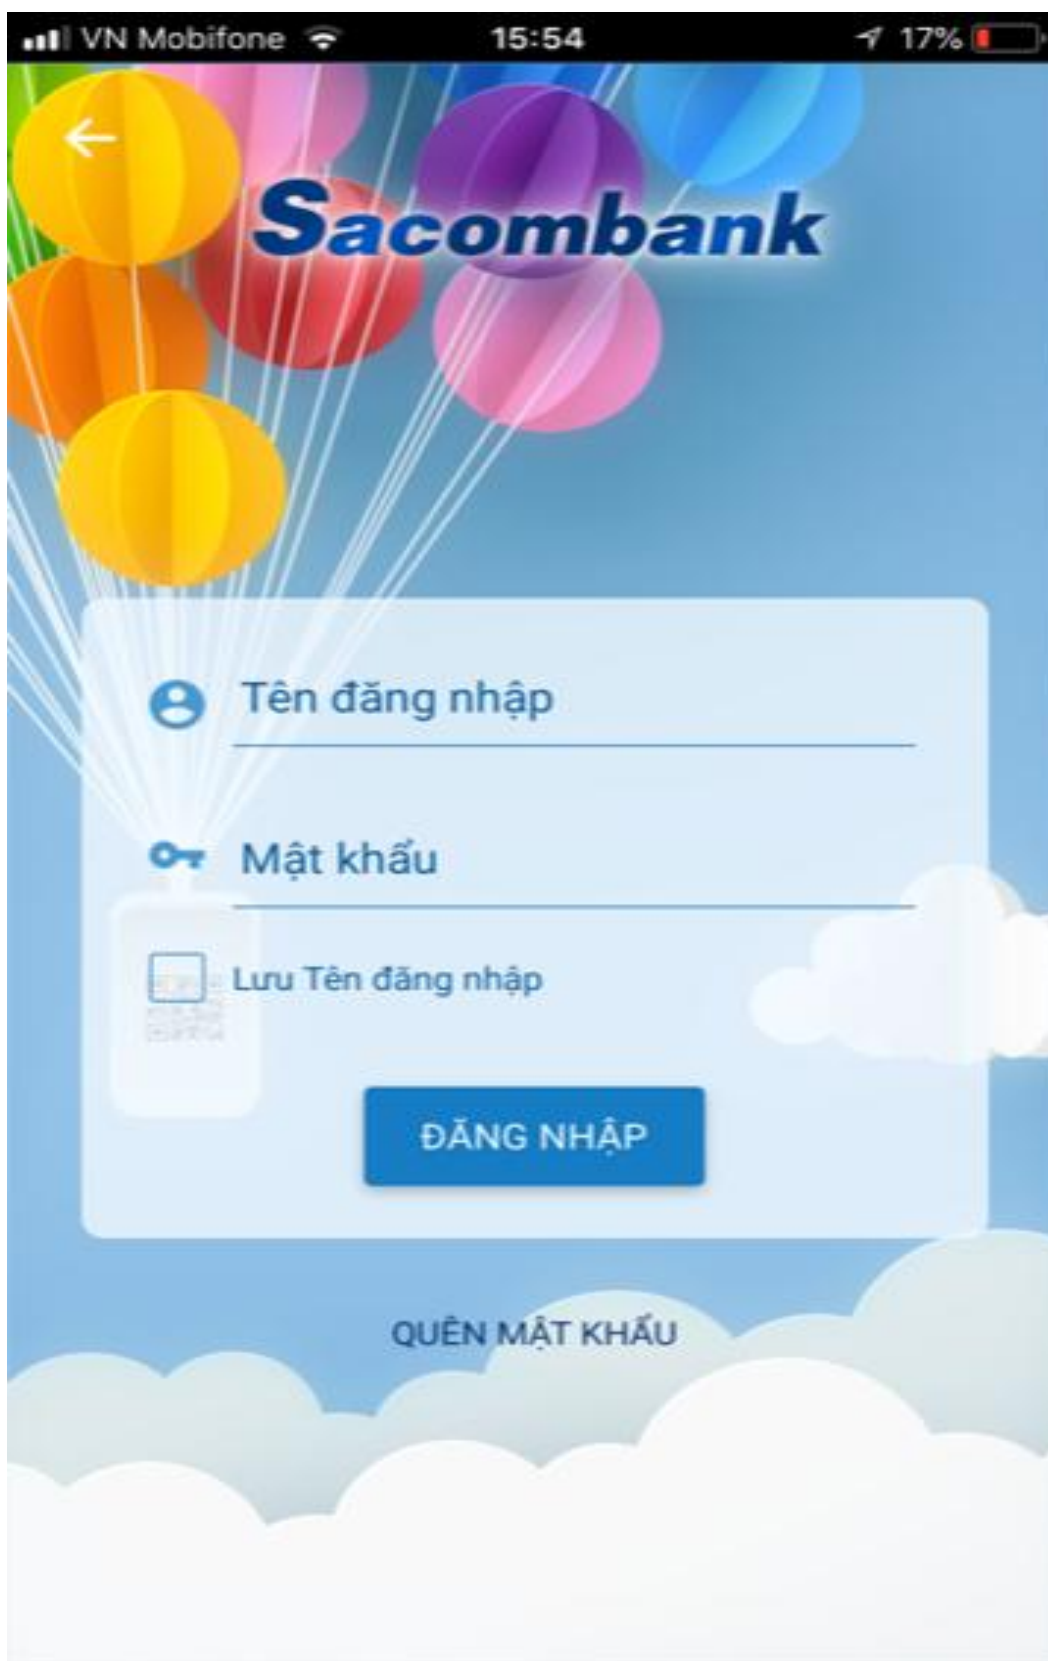 VN Mobifone 15:54 17%
Sacombank
Tên đăng nhập
Mật khẩu
Lưu Tên đăng nhập
ĐĂNG NHẬP
QUÊN MẬT KHẨU